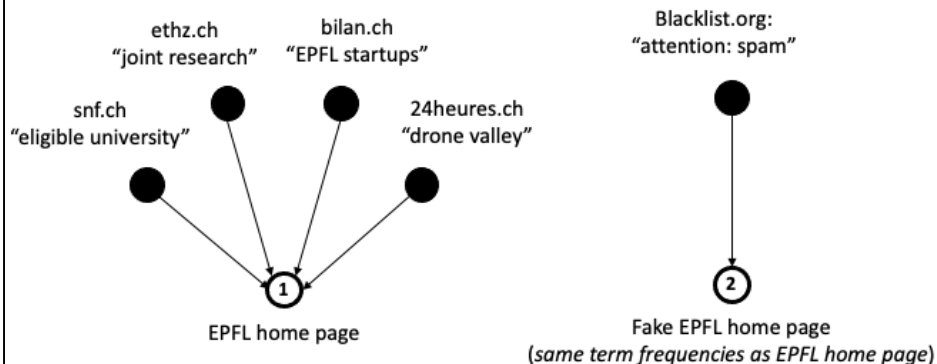 ethz.ch
“joint research”
bilan.ch
“EPFL startups”
snf.ch
“eligible university”
24heures.ch
“drone valley”
1
EPFL home page
Blacklist.org:
“attention: spam”
2
Fake EPFL home page
(same term frequencies as EPFL home page)